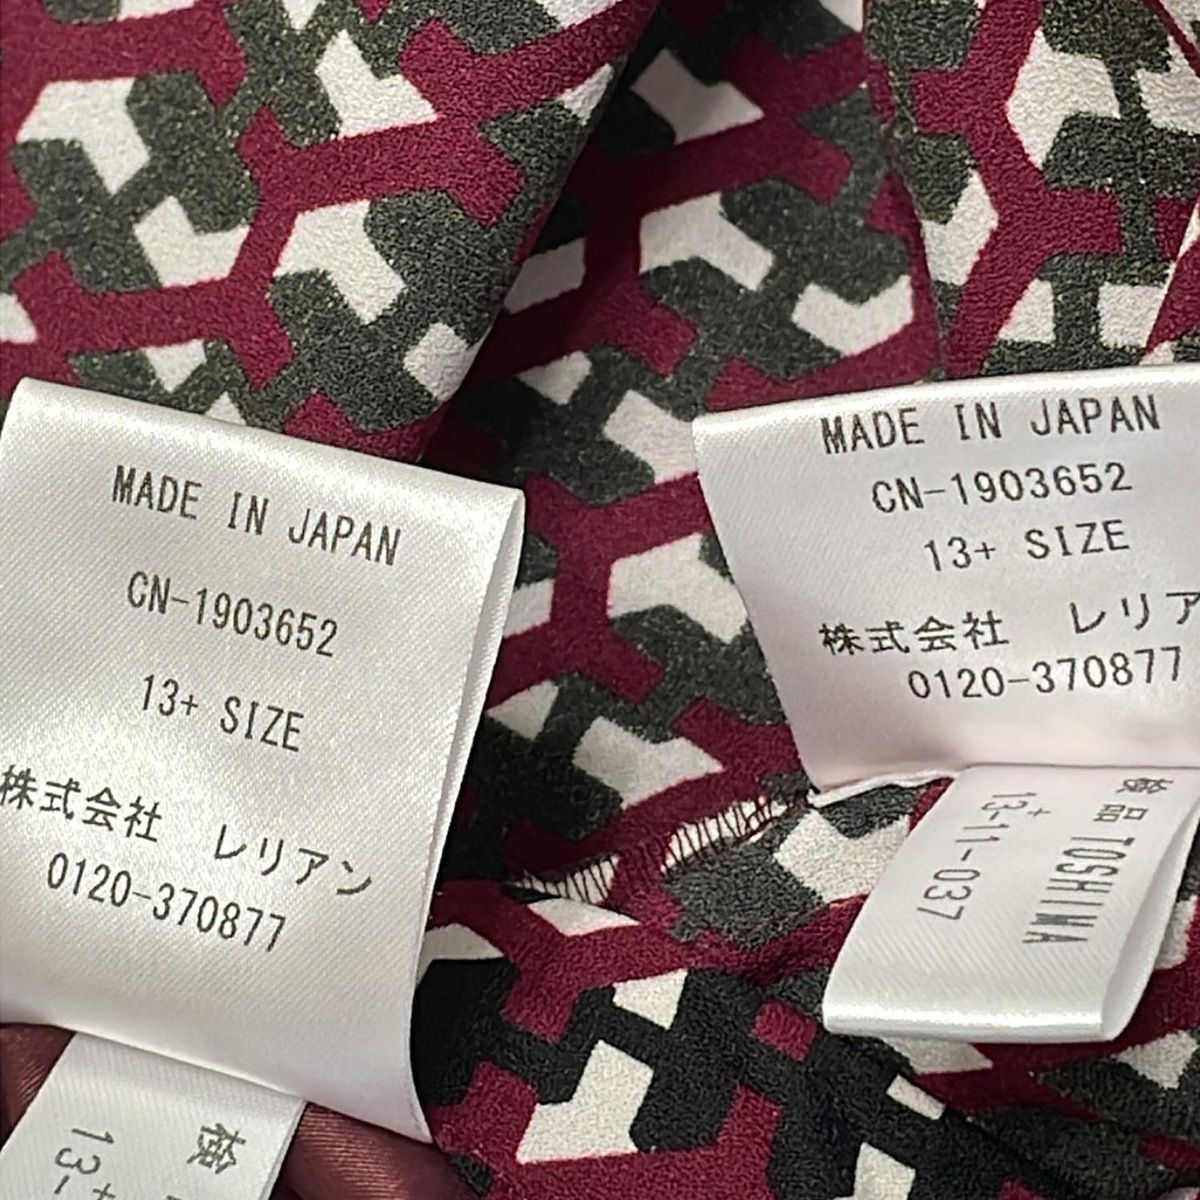 MADE IN JAPAN
CN-1903652
13+ SIZE
株式会社 レリアン
0120-370877
検
13-
MADE IN JAPAN
CN-1903652
13+ SIZE
株式会社 レリア
0120-370877
検品 TOSHIMA
13+-11-037